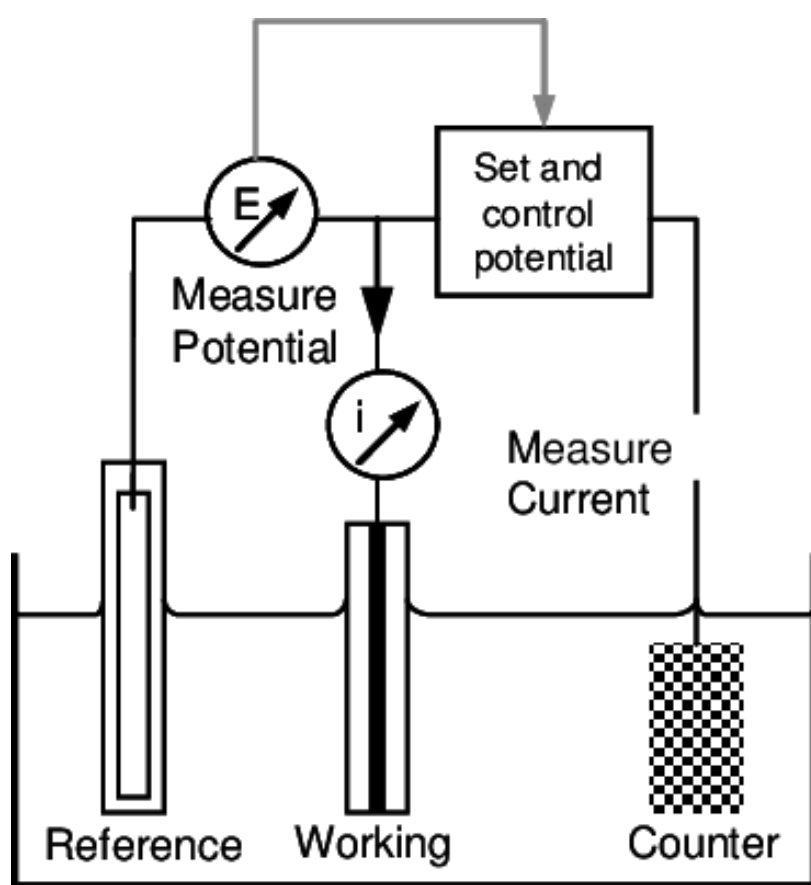 E
Set and
control
potential
Measure
Potential
i
Measure
Current
Reference
Working
Counter